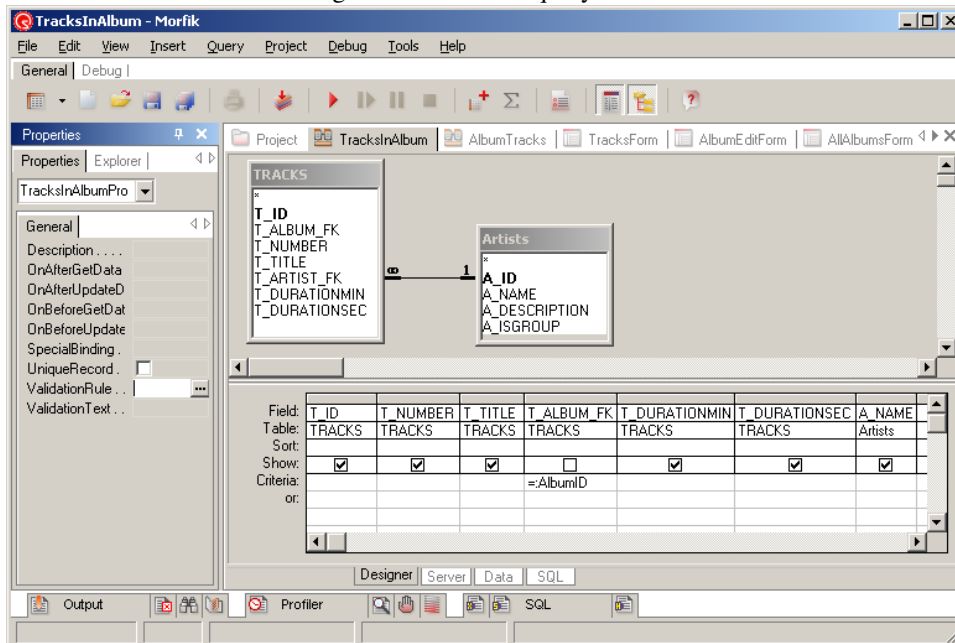 TracksInAlbum - Morfik
File Edit View Insert Query Project Debug Tools Help
General Debug
Properties
Project TracksInAlbum AlbumTracks TracksForm AlbumEditForm AllAlbumsForm
Properties Explorer
TracksInAlbumPro
General
Description . . . .
OnAfterGetData
OnAfterUpdateD
OnBeforeGetDat
OnBeforeUpdate
SpecialBinding .
UniqueRecord .
ValidationRule . .
ValidationText . .
TRACKS
*
T_ID
T_ALBUM_FK
T_NUMBER
T_TITLE
T_ARTIST_FK
T_DURATIONMIN
T_DURATIONSEC
∞ 1
Artists
*
A_ID
A_NAME
A_DESCRIPTION
A_ISGROUP
Field: T_ID T_NUMBER T_TITLE T_ALBUM_FK T_DURATIONMIN T_DURATIONSEC A_NAME
Table: TRACKS TRACKS TRACKS TRACKS TRACKS TRACKS Artists
Sort:
Show:
Criteria: =:AlbumID
or:
Designer Server Data SQL
Output Profiler SQL